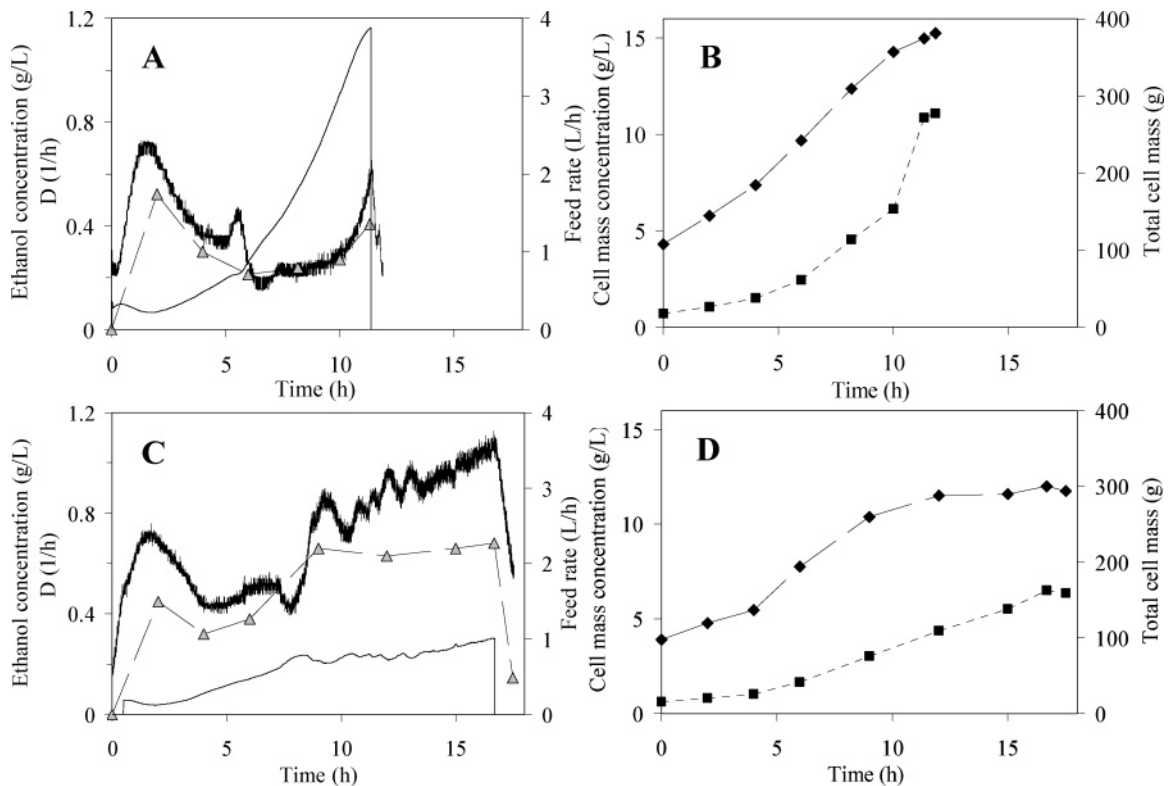 A
Ethanol concentration (g/L)
D (1/h)
1.2
0.8
0.4
0
4
3
2
1
0
Feed rate (L/h)
0 5 10 15
Time (h)
B
Cell mass concentration (g/L)
15
10
5
0
400
300
200
100
0
Total cell mass (g)
0 5 10 15
Time (h)
C
Ethanol concentration (g/L)
D (1/h)
1.2
0.8
0.4
0
4
3
2
1
0
Feed rate (L/h)
0 5 10 15
Time (h)
D
Cell mass concentration (g/L)
15
10
5
0
400
300
200
100
0
Total cell mass (g)
0 5 10 15
Time (h)